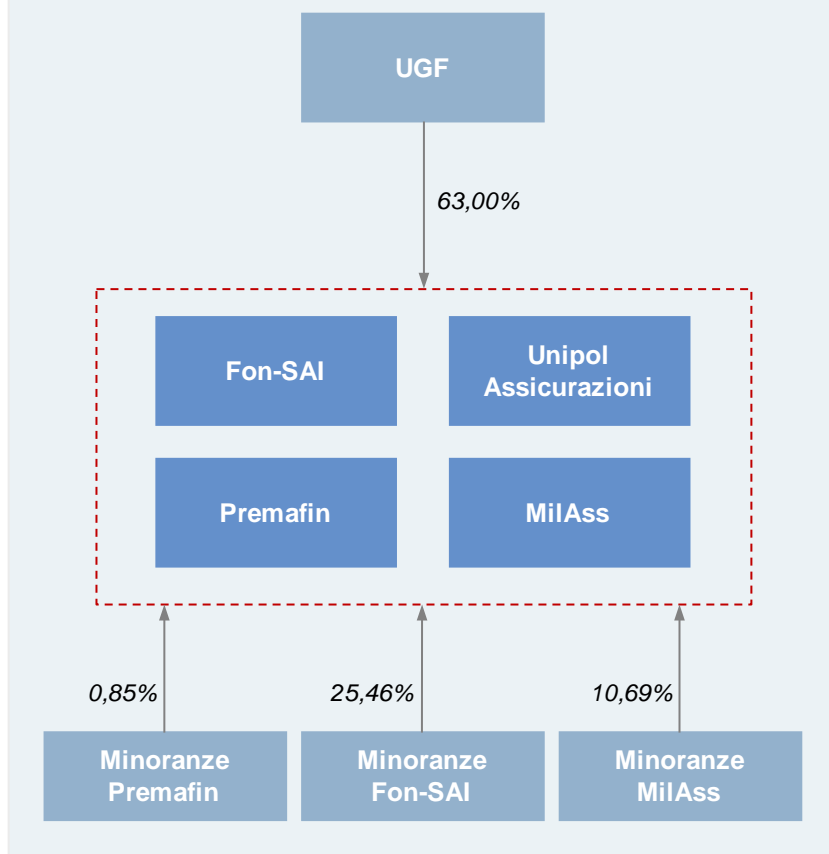 UGF
63,00%
Fon-SAI
Unipol
Assicurazioni
Premafin
MilAss
0,85%
25,46%
10,69%
Minoranze
Premafin
Minoranze
Fon-SAI
Minoranze
MilAss